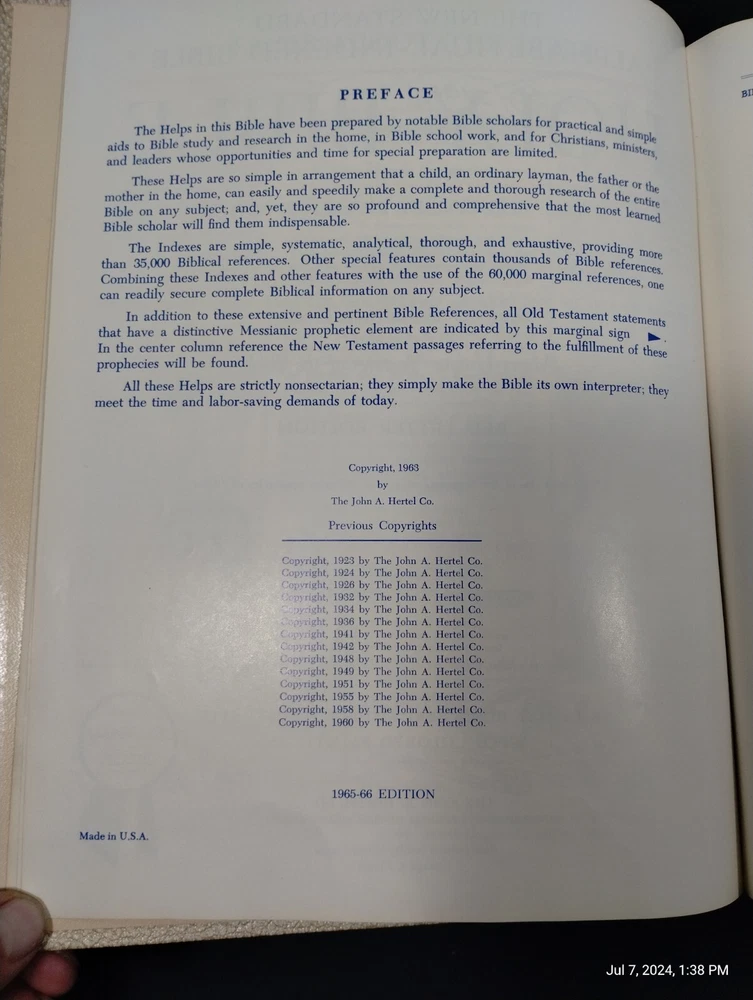 PREFACE
The Helps in this Bible have been prepared by notable Bible scholars for practical and simple
aids to Bible study and research in the home, in Bible school work, and for Christians, ministers,
and leaders whose opportunities and time for special preparation are limited.
These Helps are so simple in arrangement that a child, an ordinary layman, the father or the
mother in the home, can easily and speedily make a complete and thorough research of the entire
Bible on any subject; and, yet, they are so profound and comprehensive that the most learned
Bible scholar will find them indispensable.
The Indexes are simple, systematic, analytical, thorough, and exhaustive, providing more
than 35,000 Biblical references. Other special features contain thousands of Bible references.
Combining these Indexes and other features with the use of the 60,000 marginal references, one
can readily secure complete Biblical information on any subject.
In addition to these extensive and pertinent Bible References, all Old Testament statements
that have a distinctive Messianic prophetic element are indicated by this marginal sign ►.
In the center column reference the New Testament passages referring to the fulfillment of these
prophecies will be found.
All these Helps are strictly nonsectarian; they simply make the Bible its own interpreter; they
meet the time and labor-saving demands of today.
Copyright, 1963
by
The John A. Hertel Co.
Previous Copyrights
Copyright, 1923 by The John A. Hertel Co.
Copyright, 1924 by The John A. Hertel Co.
Copyright, 1926 by The John A. Hertel Co.
Copyright, 1932 by The John A. Hertel Co.
Copyright, 1934 by The John A. Hertel Co.
Copyright, 1936 by The John A. Hertel Co.
Copyright, 1941 by The John A. Hertel Co.
Copyright, 1942 by The John A. Hertel Co.
Copyright, 1948 by The John A. Hertel Co.
Copyright, 1949 by The John A. Hertel Co.
Copyright, 1951 by The John A. Hertel Co.
Copyright, 1955 by The John A. Hertel Co.
Copyright, 1958 by The John A. Hertel Co.
Copyright, 1960 by The John A. Hertel Co.
1965-66 EDITION
Made in U.S.A.
Jul 7, 2024, 1:38 PM